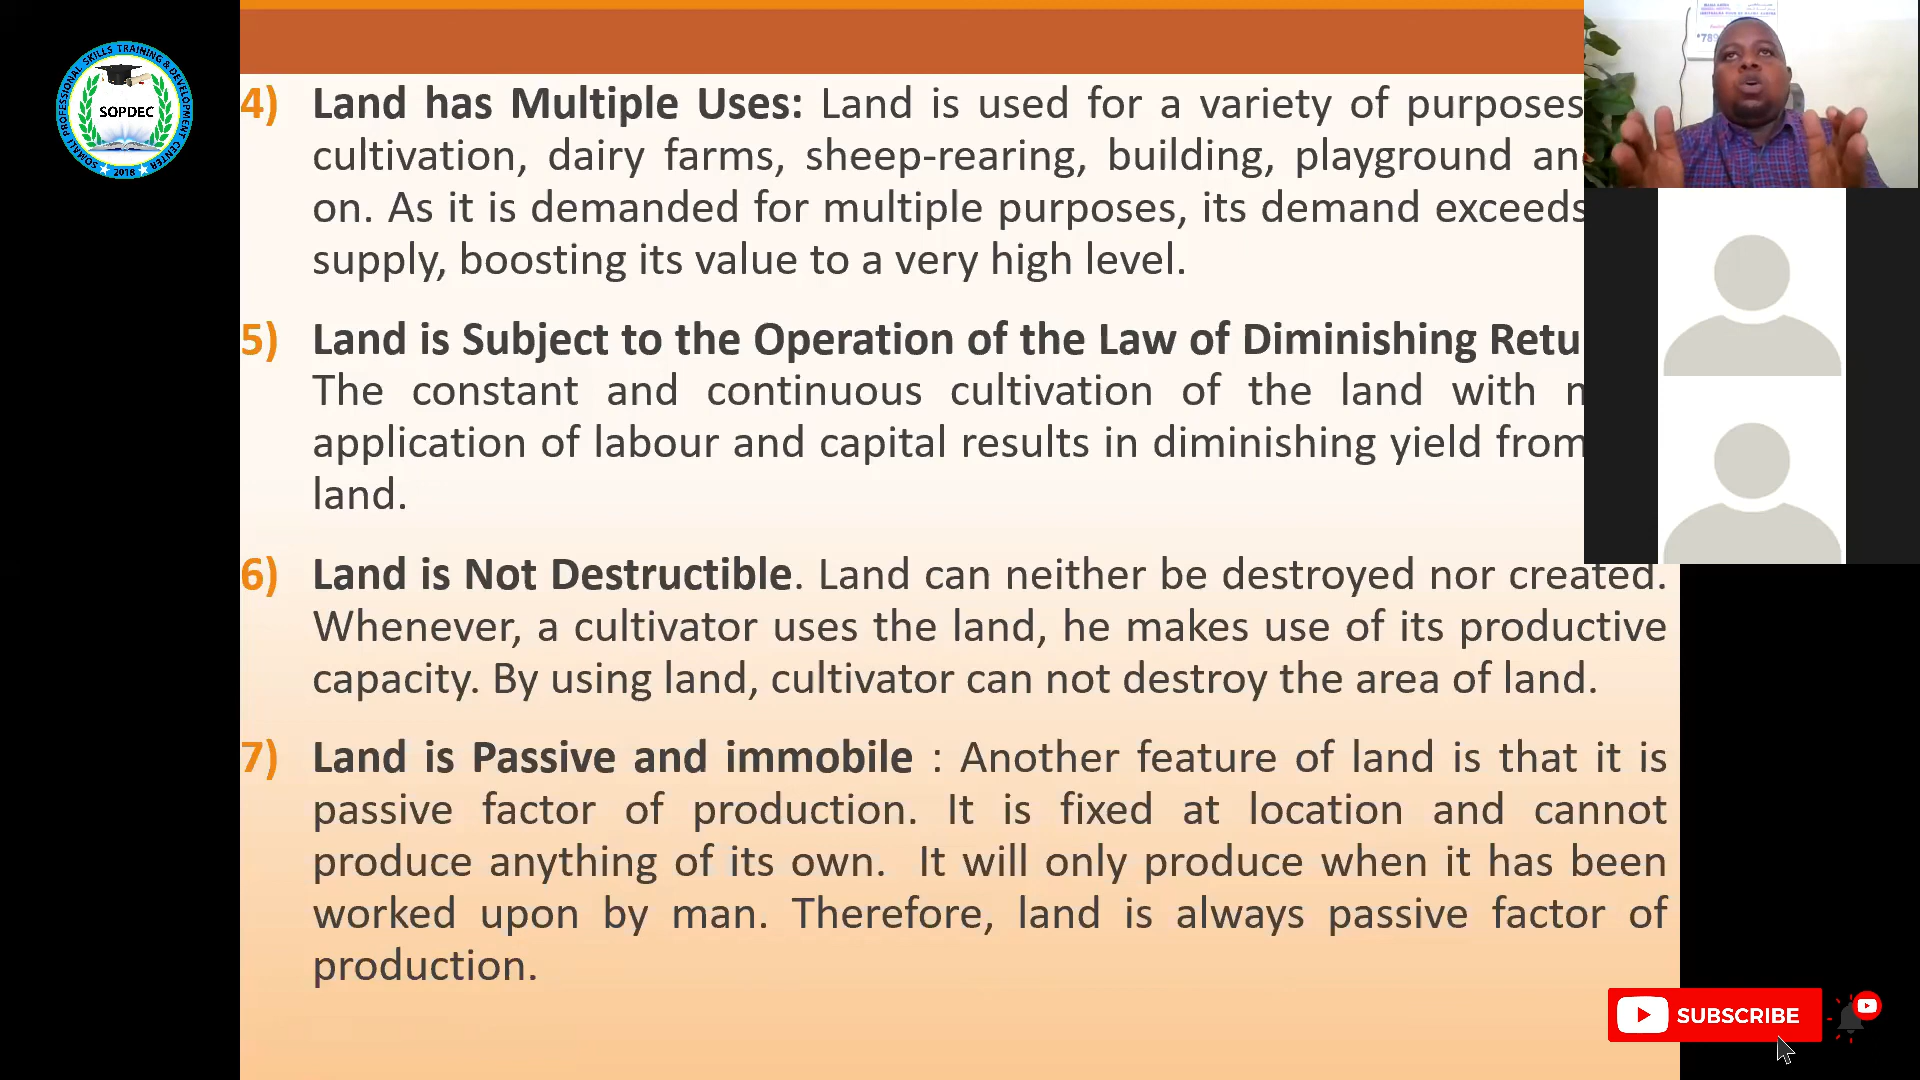 SOMALI PROFESSIONAL SKILLS TRAINING & DEVELOPMENT CENTER
SOPDEC
2018
4) Land has Multiple Uses: Land is used for a variety of purposes
cultivation, dairy farms, sheep-rearing, building, playground an
on. As it is demanded for multiple purposes, its demand exceeds
supply, boosting its value to a very high level.
5) Land is Subject to the Operation of the Law of Diminishing Retu
The constant and continuous cultivation of the land with
application of labour and capital results in diminishing yield from
land.
6) Land is Not Destructible. Land can neither be destroyed nor created.
Whenever, a cultivator uses the land, he makes use of its productive
capacity. By using land, cultivator can not destroy the area of land.
7) Land is Passive and immobile : Another feature of land is that it is
passive factor of production. It is fixed at location and cannot
produce anything of its own. It will only produce when it has been
worked upon by man. Therefore, land is always passive factor of
production.
SUBSCRIBE